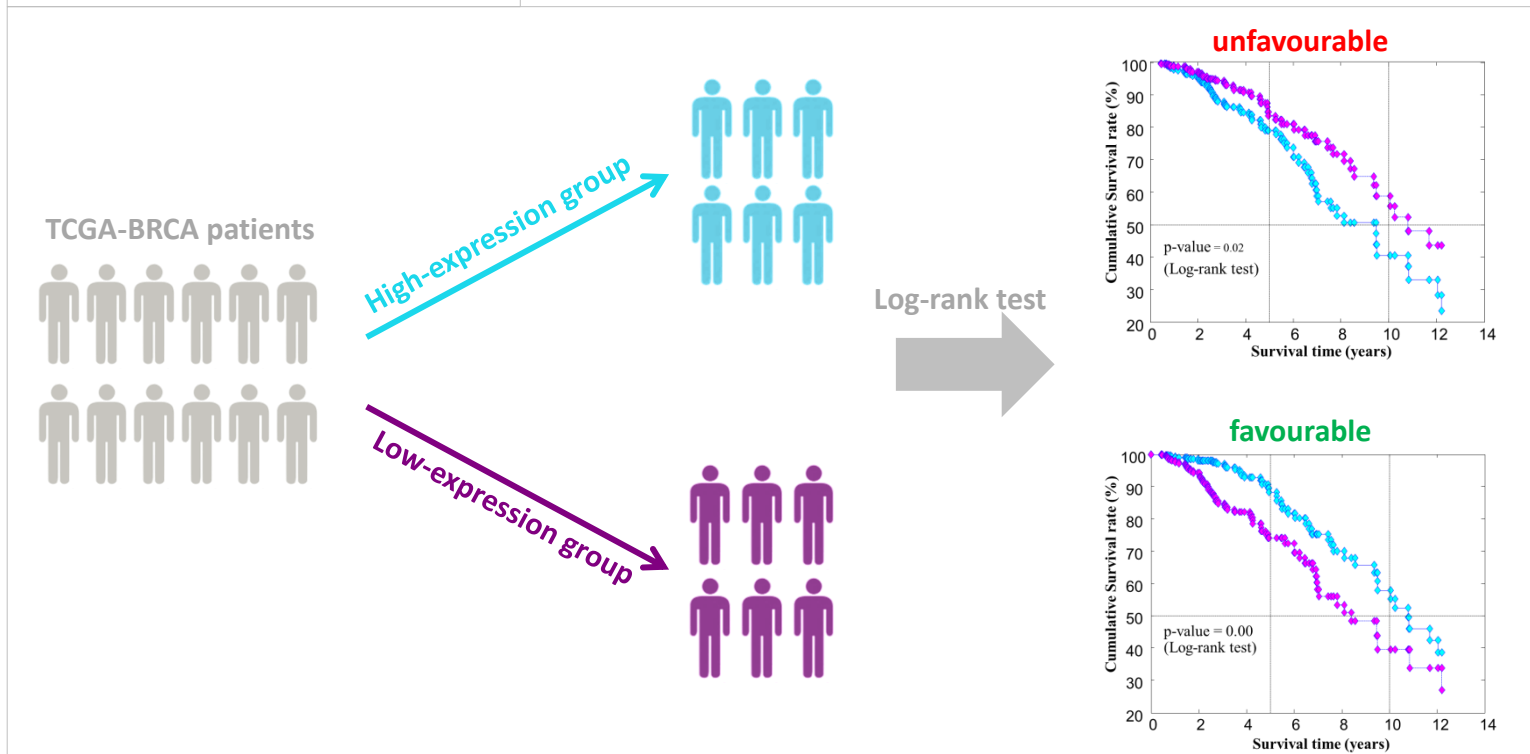 TCGA-BRCA patients
High-expression group
Low-expression group
Log-rank test
unfavourable
Cumulative Survival rate (%)
100
90
80
70
60
50
40
30
20
p-value = 0.02
(Log-rank test)
0 2 4 6 8 10 12 14
Survival time (years)
favourable
Cumulative Survival rate (%)
100
90
80
70
60
50
40
30
20
p-value = 0.00
(Log-rank test)
0 2 4 6 8 10 12 14
Survival time (years)